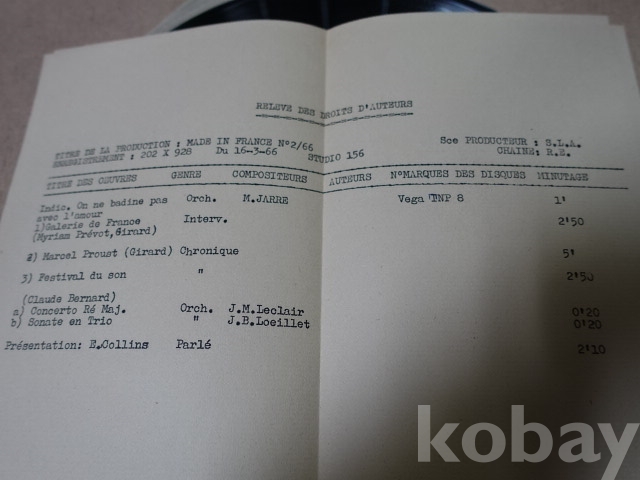 RELEVE DES DROITS D'AUTEURS
TITRE DE LA PRODUCTION : MADE IN FRANCE N°2/66 Sce PRODUCTEUR : S.L.A.
ENREGISTREMENT : 202 X 928 Du 16-3-66 STUDIO 156 CHAINE: R.E.
TITRE DES OEUVRES GENRE COMPOSITEURS AUTEURS N°MARQUES DES DISQUES MINUTAGE
Indic. On ne badine pas Orch. M.JARRE Vega TNP 8 1'
avec l'amour
1)Galerie de France Interv. 2'50
(Myriam Prévot,Girard)
2) Marcel Proust (Girard) Chronique 5'
3) Festival du son " 2'50
(Claude Bernard)
a) Concerto Ré Maj. Orch. J.M.Leclair 0'20
b) Sonate en Trio " J.B.Loeillet 0'20
Présentation: E.Collins Parlé 2'10
kobay